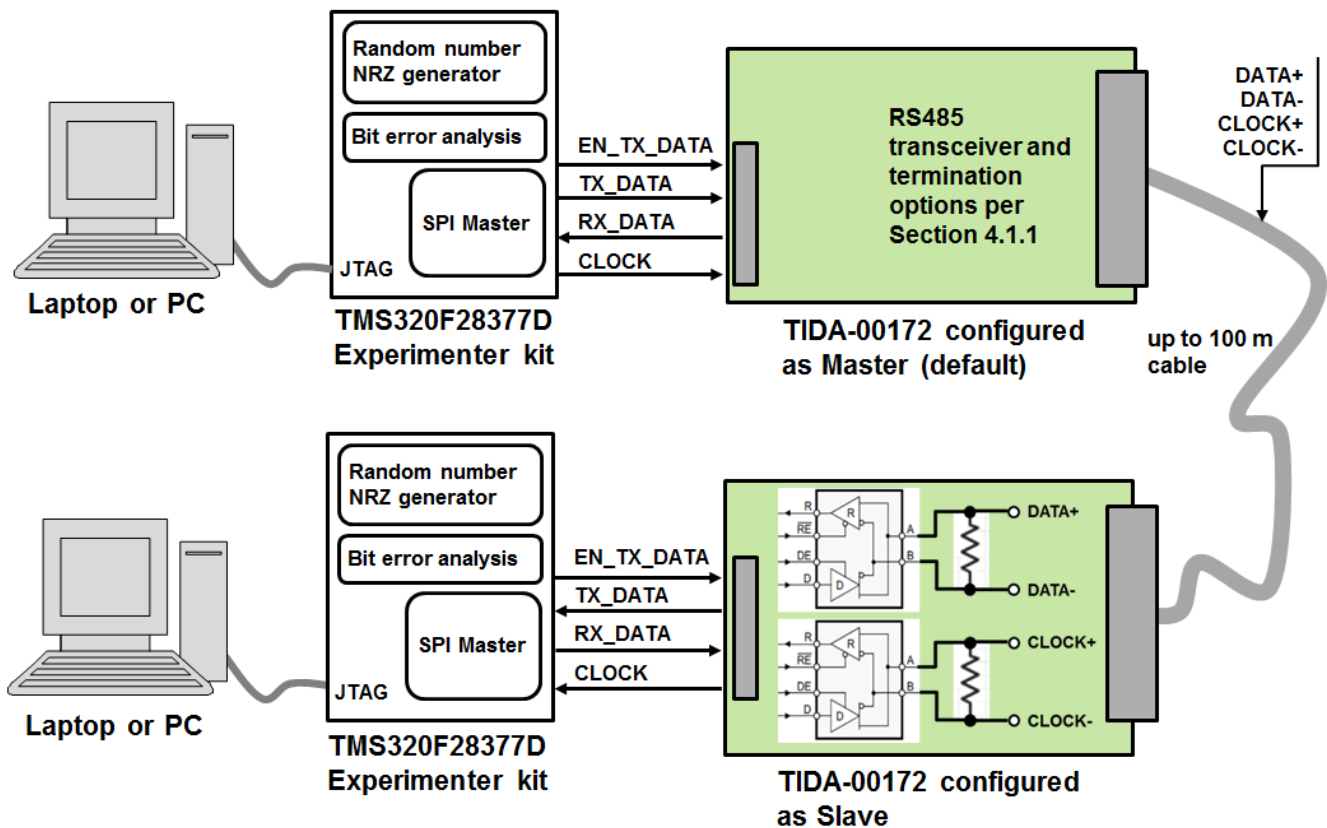 Random number
NRZ generator
Bit error analysis
SPI Master
JTAG
Laptop or PC
TMS320F28377D
Experimenter kit
EN_TX_DATA
TX_DATA
RX_DATA
CLOCK
RS485
transceiver and
termination
options per
Section 4.1.1
TIDA-00172 configured
as Master (default)
DATA+
DATA-
CLOCK+
CLOCK-
up to 100 m
cable
Random number
NRZ generator
Bit error analysis
SPI Master
JTAG
Laptop or PC
TMS320F28377D
Experimenter kit
EN_TX_DATA
TX_DATA
RX_DATA
CLOCK
R
RE
DE
D
R
D
A
B
DATA+
DATA-
R
RE
DE
D
R
D
A
B
CLOCK+
CLOCK-
TIDA-00172 configured
as Slave